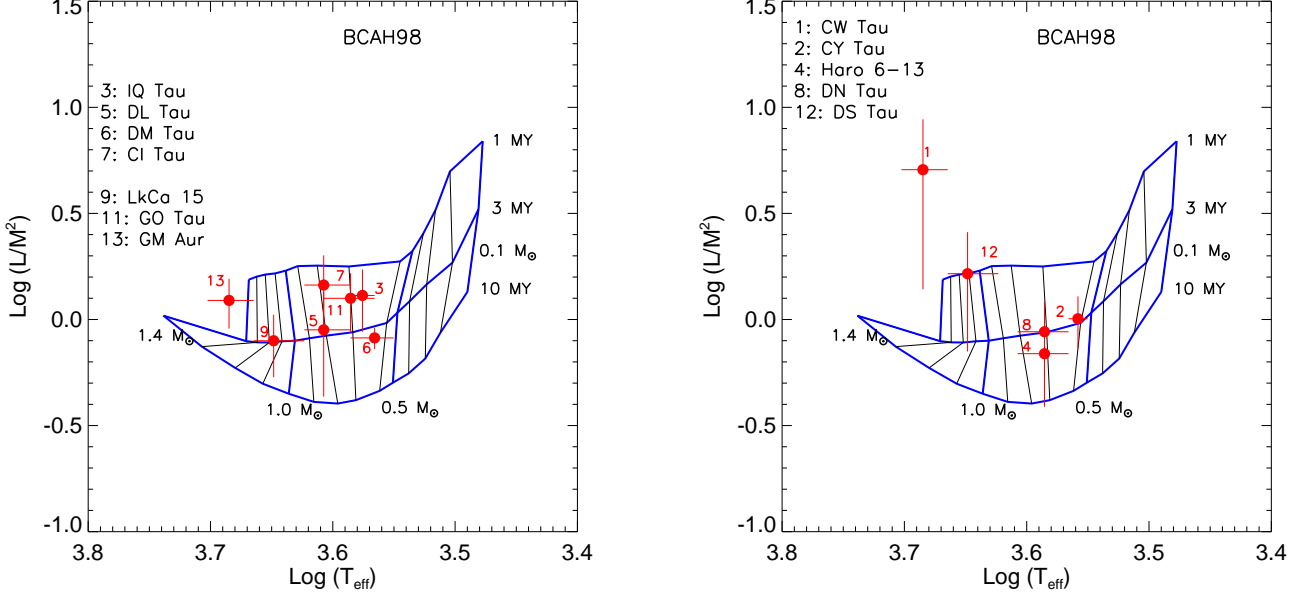 BCAH98
3: IQ Tau
5: DL Tau
6: DM Tau
7: CI Tau
9: LkCa 15
11: GO Tau
13: GM Aur
1.5
1.0
0.5
0.0
-0.5
-1.0
Log (L/M²)
1 MY
3 MY
0.1 M⊙
10 MY
13
7
3
11
5
9
6
1.4 M⊙
1.0 M⊙
0.5 M⊙
3.8 3.7 3.6 3.5 3.4
Log (Teff)
1: CW Tau
2: CY Tau
4: Haro 6-13
8: DN Tau
12: DS Tau
BCAH98
1.5
1.0
0.5
0.0
-0.5
-1.0
Log (L/M²)
1 MY
3 MY
0.1 M⊙
10 MY
1
12
2
8
4
1.4 M⊙
1.0 M⊙
0.5 M⊙
3.8 3.7 3.6 3.5 3.4
Log (Teff)